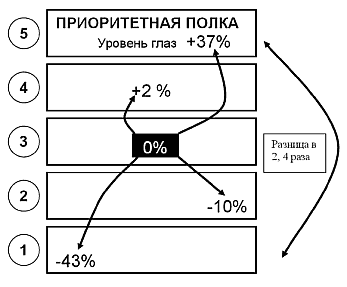 5 ПРИОРИТЕТНАЯ ПОЛКА
Уровень глаз +37%
4 +2 %
3 0%
Разница в
2, 4 раза
2 -10%
1 -43%